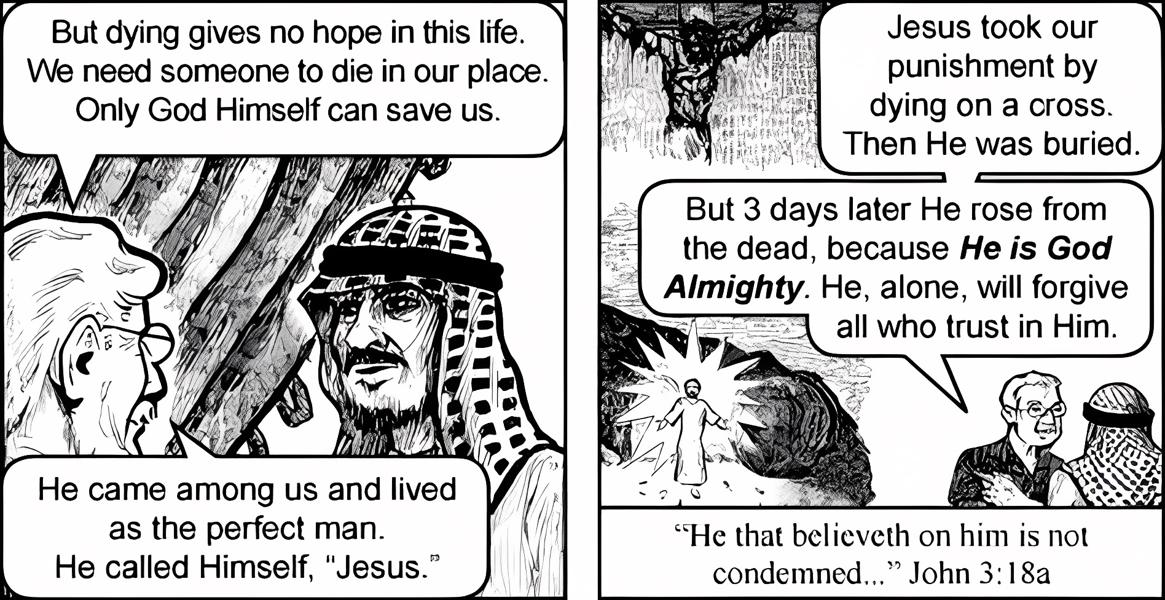 But dying gives no hope in this life.
We need someone to die in our place.
Only God Himself can save us.
He came among us and lived
as the perfect man.
He called Himself, “Jesus.”
Jesus took our
punishment by
dying on a cross.
Then He was buried.
But 3 days later He rose from
the dead, because He is God
Almighty. He, alone, will forgive
all who trust in Him.
“He that believeth on him is not
condemned...” John 3:18a